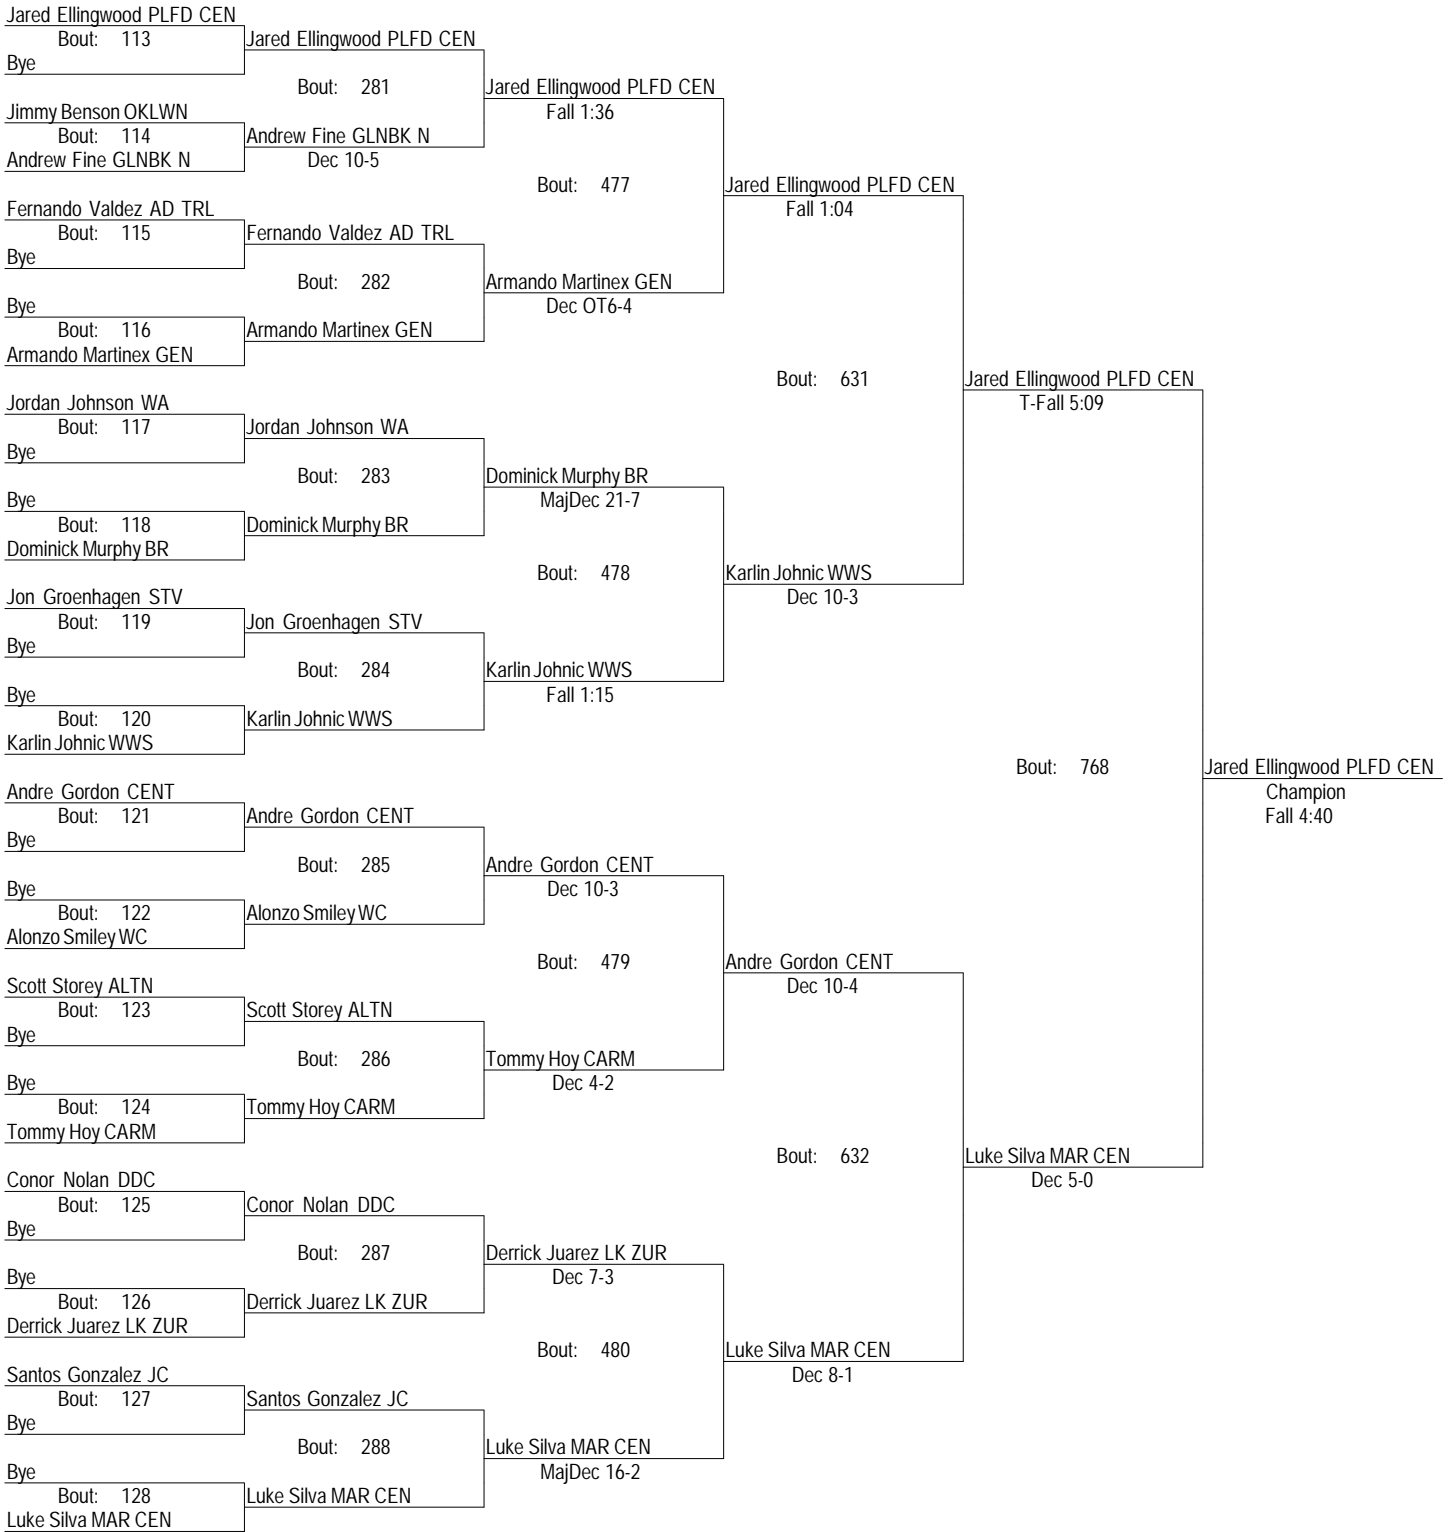 Jared Ellingwood PLFD CEN
Bout: 113
Jared Ellingwood PLFD CEN
Bye
Bout: 281
Jared Ellingwood PLFD CEN
Jimmy Benson OKLWN
Fall 1:36
Bout: 114
Andrew Fine GLNBK N
Andrew Fine GLNBK N
Dec 10-5
Bout: 477
Jared Ellingwood PLFD CEN
Fernando Valdez AD TRL
Fall 1:04
Bout: 115
Fernando Valdez AD TRL
Bye
Bout: 282
Armando Martinex GEN
Bye
Dec OT6-4
Bout: 116
Armando Martinex GEN
Armando Martinex GEN
Bout: 631
Jared Ellingwood PLFD CEN
Jordan Johnson WA
T-Fall 5:09
Bout: 117
Jordan Johnson WA
Bye
Bout: 283
Dominick Murphy BR
Bye
MajDec 21-7
Bout: 118
Dominick Murphy BR
Dominick Murphy BR
Bout: 478
Karlin Johnic WWS
Jon Groenhagen STV
Dec 10-3
Bout: 119
Jon Groenhagen STV
Bye
Bout: 284
Karlin Johnic WWS
Bye
Fall 1:15
Bout: 120
Karlin Johnic WWS
Karlin Johnic WWS
Bout: 768
Jared Ellingwood PLFD CEN
Andre Gordon CENT
Champion
Bout: 121
Andre Gordon CENT
Fall 4:40
Bye
Bout: 285
Andre Gordon CENT
Bye
Dec 10-3
Bout: 122
Alonzo Smiley WC
Alonzo Smiley WC
Bout: 479
Andre Gordon CENT
Scott Storey ALTN
Dec 10-4
Bout: 123
Scott Storey ALTN
Bye
Bout: 286
Tommy Hoy CARM
Bye
Dec 4-2
Bout: 124
Tommy Hoy CARM
Tommy Hoy CARM
Bout: 632
Luke Silva MAR CEN
Conor Nolan DDC
Dec 5-0
Bout: 125
Conor Nolan DDC
Bye
Bout: 287
Derrick Juarez LK ZUR
Bye
Dec 7-3
Bout: 126
Derrick Juarez LK ZUR
Derrick Juarez LK ZUR
Bout: 480
Luke Silva MAR CEN
Santos Gonzalez JC
Dec 8-1
Bout: 127
Santos Gonzalez JC
Bye
Bout: 288
Luke Silva MAR CEN
Bye
MajDec 16-2
Bout: 128
Luke Silva MAR CEN
Luke Silva MAR CEN